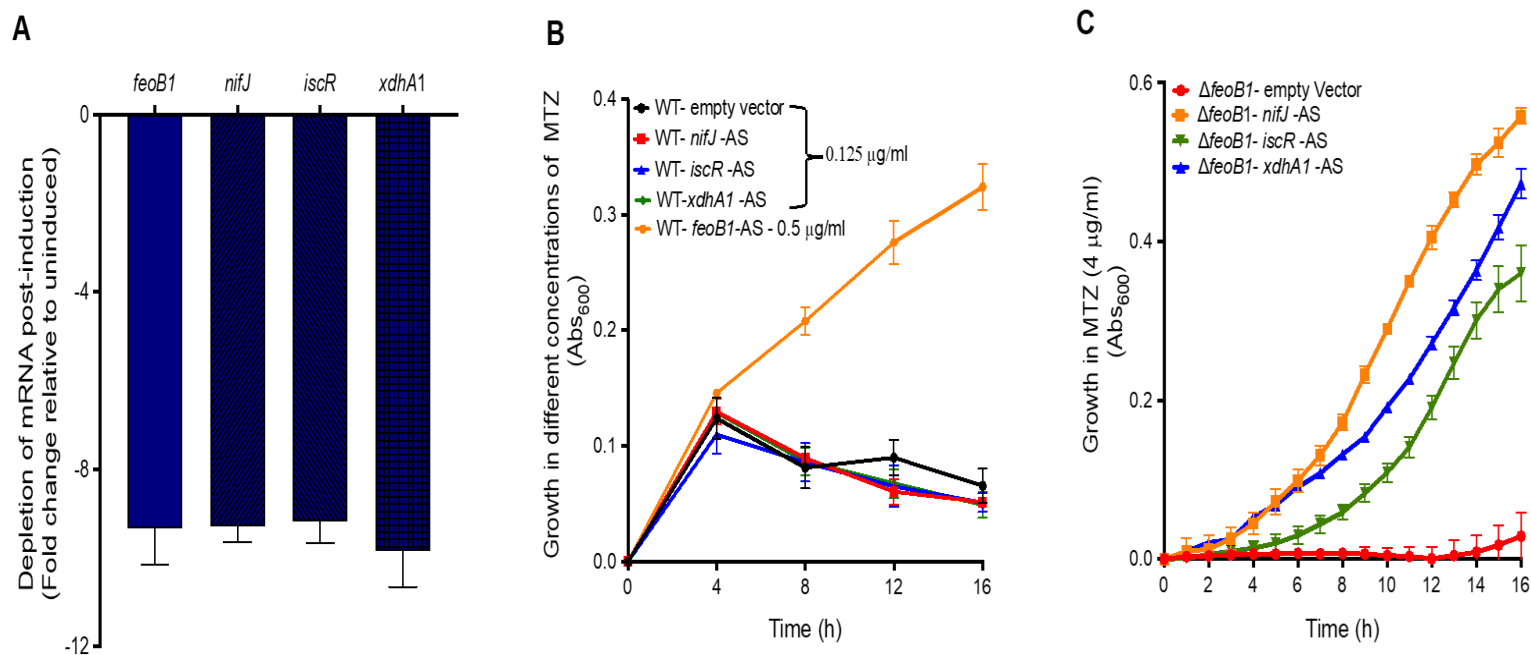 A
feoB1 nifJ iscR xdhA1
0
-4
-8
-12
Depletion of mRNA post-induction
(Fold change relative to uninduced)
B
WT- empty vector
WT- nifJ -AS
WT- iscR -AS
WT-xdhA1 -AS
WT- feoB1-AS - 0.5 μg/ml
0.125 μg/ml
0.4
0.3
0.2
0.1
0.0
0 4 8 12 16
Time (h)
Growth in different concentrations of MTZ
(Abs600)
C
ΔfeoB1- empty Vector
ΔfeoB1- nifJ -AS
ΔfeoB1- iscR -AS
ΔfeoB1- xdhA1 -AS
0.6
0.4
0.2
0.0
0 2 4 6 8 10 12 14 16
Time (h)
Growth in MTZ (4 μg/ml)
(Abs600)